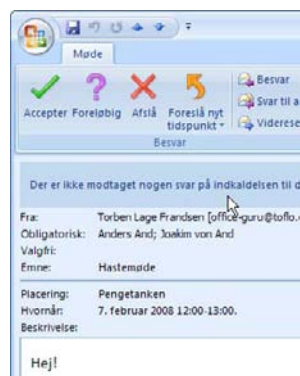 Møde
Accepter Foreløbig Afslå Foreslå nyt tidspunkt
Besvar
Svar til a
Videreser
Besvar
Der er ikke modtaget nogen svar på indkaldelsen til d
Fra: Torben Lage Frandsen [office-guru@toflo.
Obligatorisk: Anders And; Joakim von And
Valgfri:
Emne: Hastemøde
Placering: Pengetanken
Hvornår: 7. februar 2008 12:00-13:00.
Beskrivelse:
Hej!